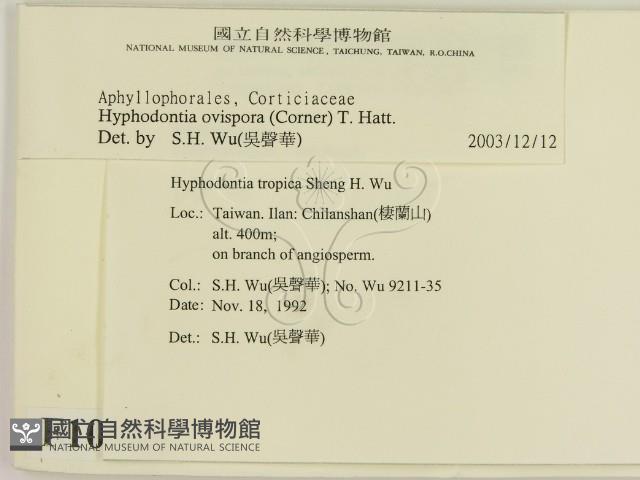 國立自然科學博物館
NATIONAL MUSEUM OF NATURAL SCIENCE, TAICHUNG, TAIWAN, R.O.CHINA
Aphyllophorales, Corticiaceae
Hyphodontia ovispora (Corner) T. Hatt.
Det. by S.H. Wu(吳聲華) 2003/12/12
Hyphodontia tropica Sheng H. Wu
Loc.: Taiwan. Ilan: Chilanshan(棲蘭山)
alt. 400m;
on branch of angiosperm.
Col.: S.H. Wu(吳聲華); No. Wu 9211-35
Date: Nov. 18, 1992
Det.: S.H. Wu(吳聲華)
國立自然科學博物館
NATIONAL MUSEUM OF NATURAL SCIENCE